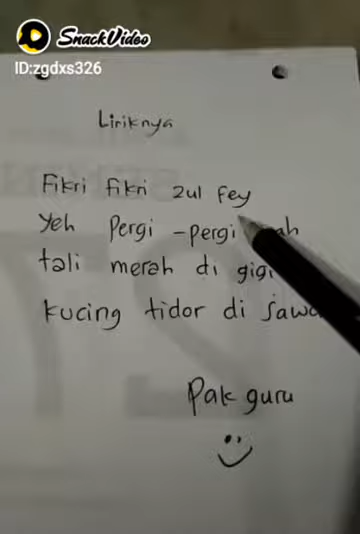 SnackVideo
ID:zgdxs326
Liriknya
Fikri fikri zul fey
Yeh Pergi -pergi
tali merah di gigi
kucing tidor di
Pak guru